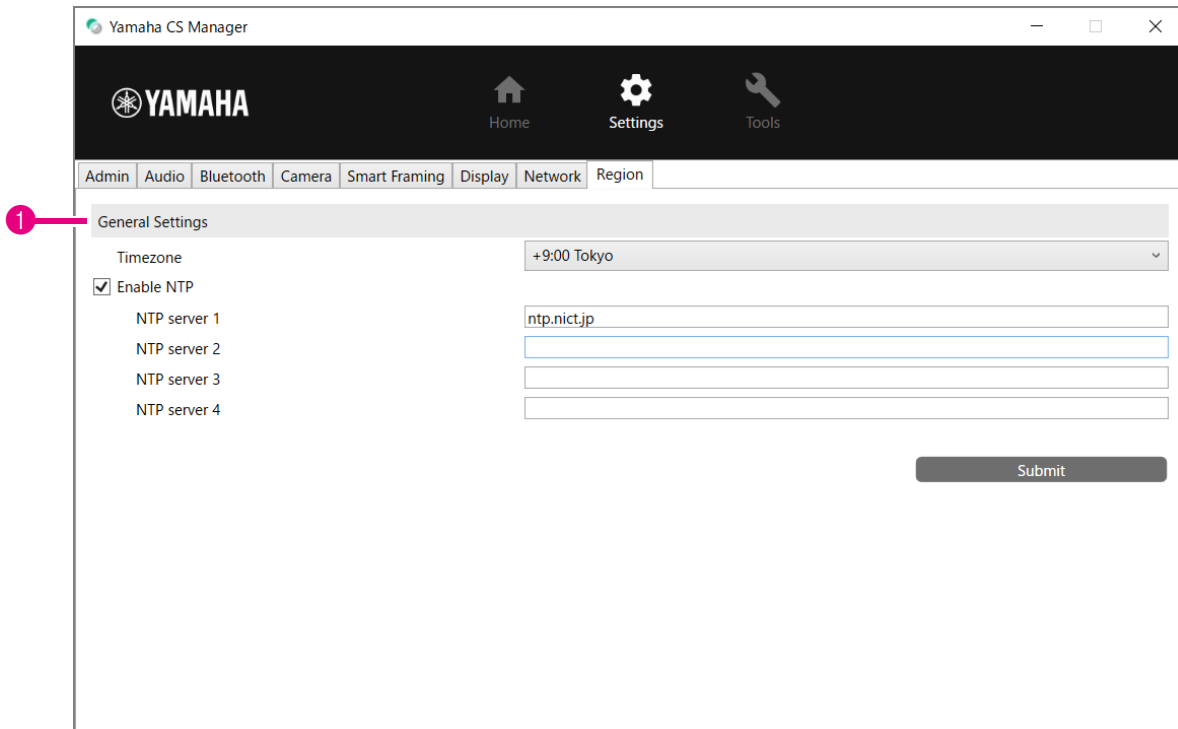 Yamaha CS Manager
YAMAHA
Home
Settings
Tools
Admin Audio Bluetooth Camera Smart Framing Display Network Region
1
General Settings
Timezone +9:00 Tokyo
Enable NTP
NTP server 1 ntp.nict.jp
NTP server 2
NTP server 3
NTP server 4
Submit